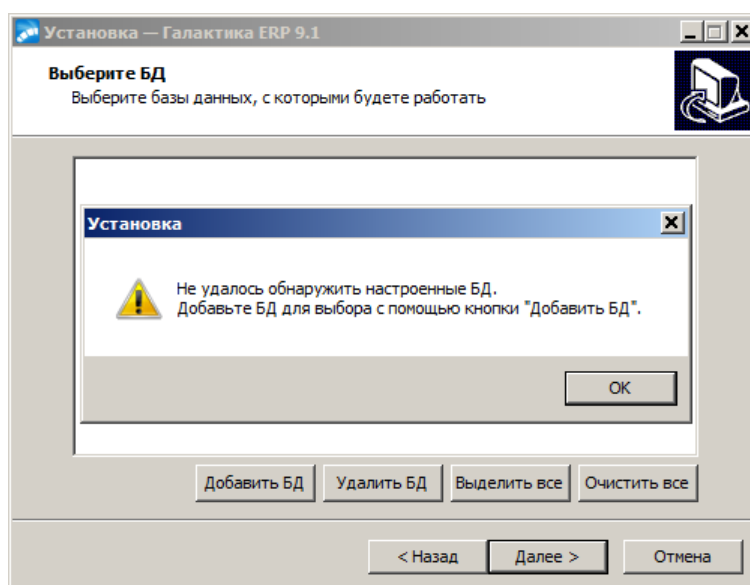 Установка — Галактика ERP 9.1
Выберите БД
Выберите базы данных, с которыми будете работать
Установка
Не удалось обнаружить настроенные БД.
Добавьте БД для выбора с помощью кнопки "Добавить БД".
OK
Добавить БД Удалить БД Выделить все Очистить все
< Назад Далее > Отмена